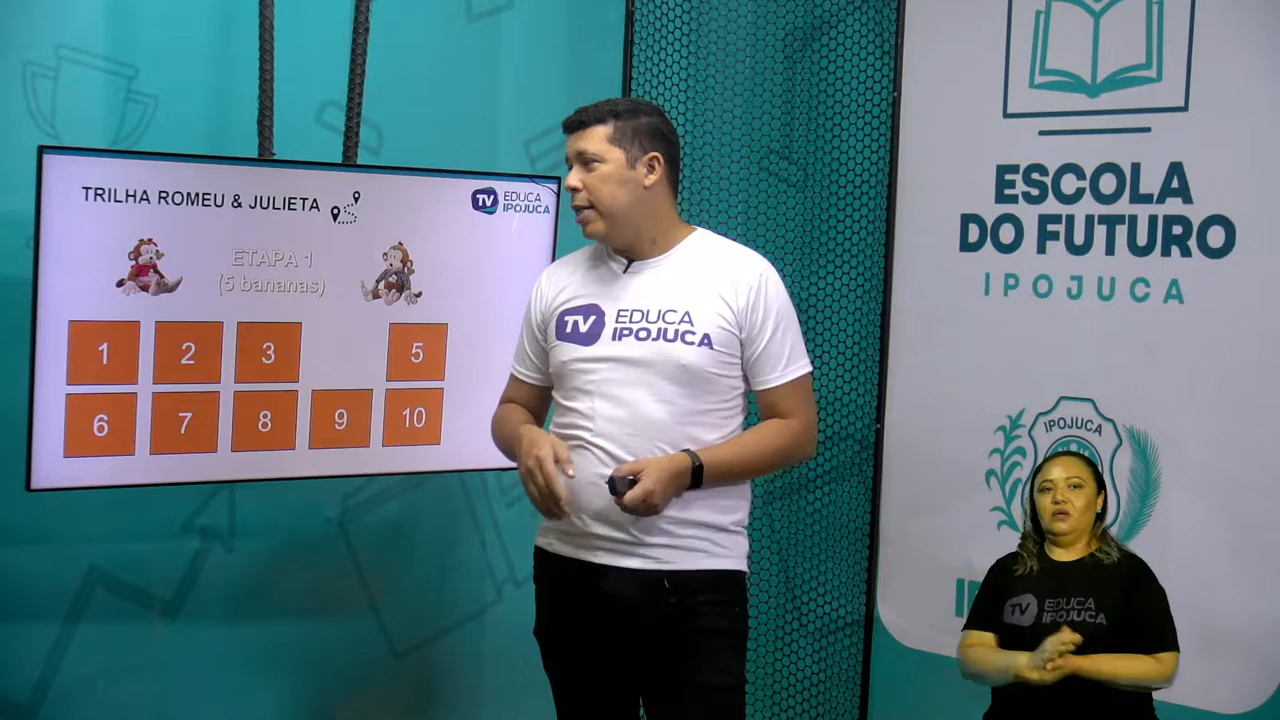 TRILHA ROMEU & JULIETA
TV EDUCA
IPOJUCA
ETAPA 1
(5 bananas)
1 2 3 5
6 7 8 9 10
TV EDUCA
IPOJUCA
ESCOLA
DO FUTURO
IPOJUCA
IPOJUCA
TV EDUCA
IPOJUCA